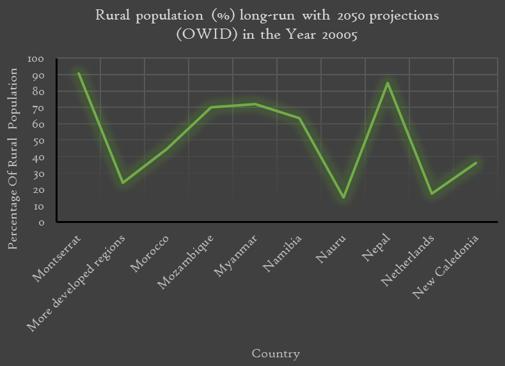 Rural population (%) long-run with 2050 projections
(OWID) in the Year 20005
Percentage Of Rural Population
100
90
80
70
60
50
40
30
20
10
0
Montserrat
More developed regions
Morocco
Mozambique
Myanmar
Namibia
Nauru
Nepal
Netherlands
New Caledonia
Country